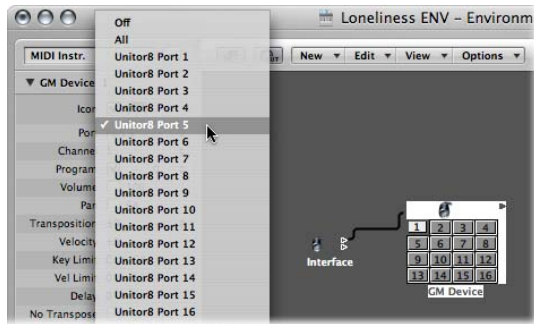 Loneliness ENV – Environm
Off
All
Unitor8 Port 1
Unitor8 Port 2
Unitor8 Port 3
Unitor8 Port 4
✓ Unitor8 Port 5
Unitor8 Port 6
Unitor8 Port 7
Unitor8 Port 8
Unitor8 Port 9
Unitor8 Port 10
Unitor8 Port 11
Unitor8 Port 12
Unitor8 Port 13
Unitor8 Port 14
Unitor8 Port 15
Unitor8 Port 16
MIDI Instr.
New Edit View Options
GM Device
Icon
Por
Channe
Program
Volume
Pan
Transposition
Velocity
Key Limi
Vel Limi
Delay
No Transpose
Interface
1 2 3 4
5 6 7 8
9 10 11 12
13 14 15 16
GM Device